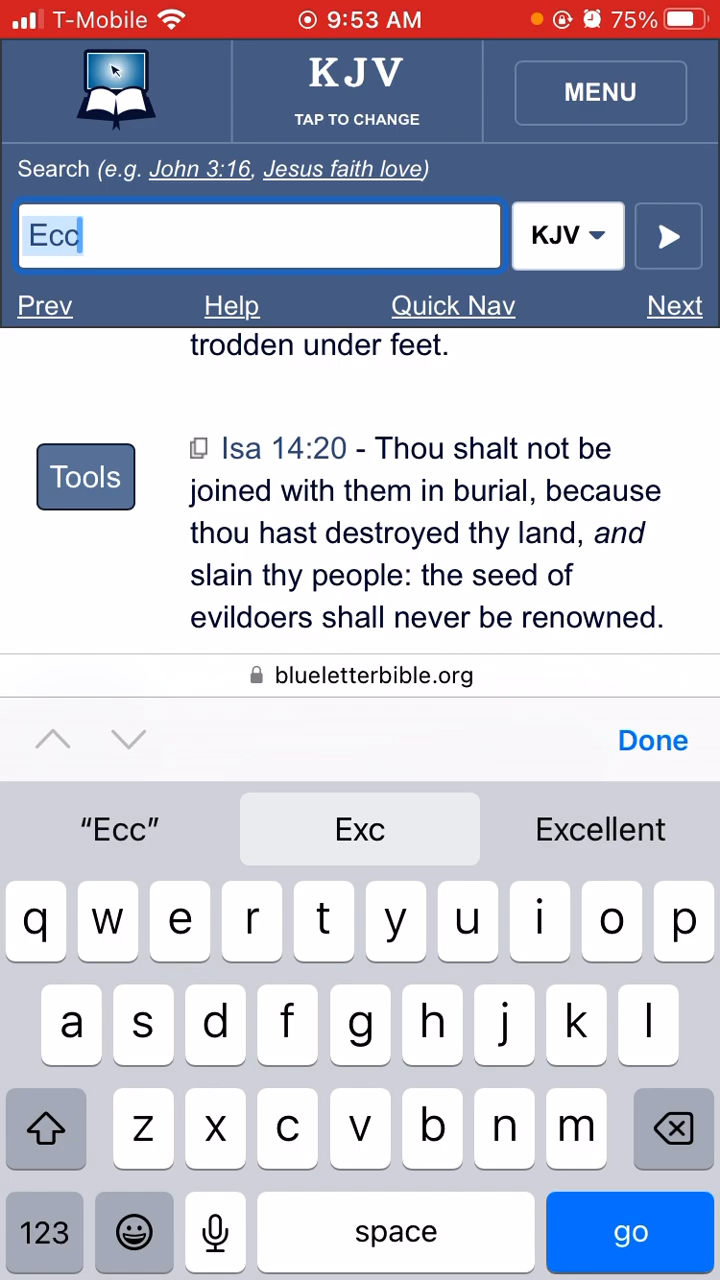 T-Mobile 9:53 AM 75%
KJV
TAP TO CHANGE
MENU
Search (e.g. John 3:16, Jesus faith love)
Ecc KJV
Prev Help Quick Nav Next
trodden under feet.
Tools
Isa 14:20 - Thou shalt not be
joined with them in burial, because
thou hast destroyed thy land, and
slain thy people: the seed of
evildoers shall never be renowned.
blueletterbible.org
Done
“Ecc” Exc Excellent
q w e r t y u i o p
a s d f g h j k l
z x c v b n m
123 space go